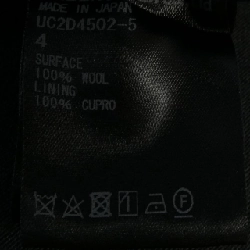 MADE IN JAPAN
UC2D4502-5
4
SURFACE
100% WOOL
LINING
100% CUPRO